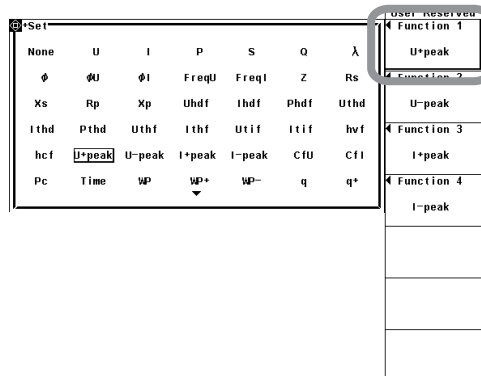 User Reserved
+Set
None U I P S Q λ
ϕ ϕU ϕI FreqU FreqI Z Rs
Xs Rp Xp Uhdf Ihdf Phdf Uthd
Ithd Pthd Uthf Ithf Utif Itif hvf
hcf U+peak U-peak I+peak I-peak CfU CfI
Pc Time WP WP+ WP- q q+
Function 1
U+peak
Function 2
U-peak
Function 3
I+peak
Function 4
I-peak